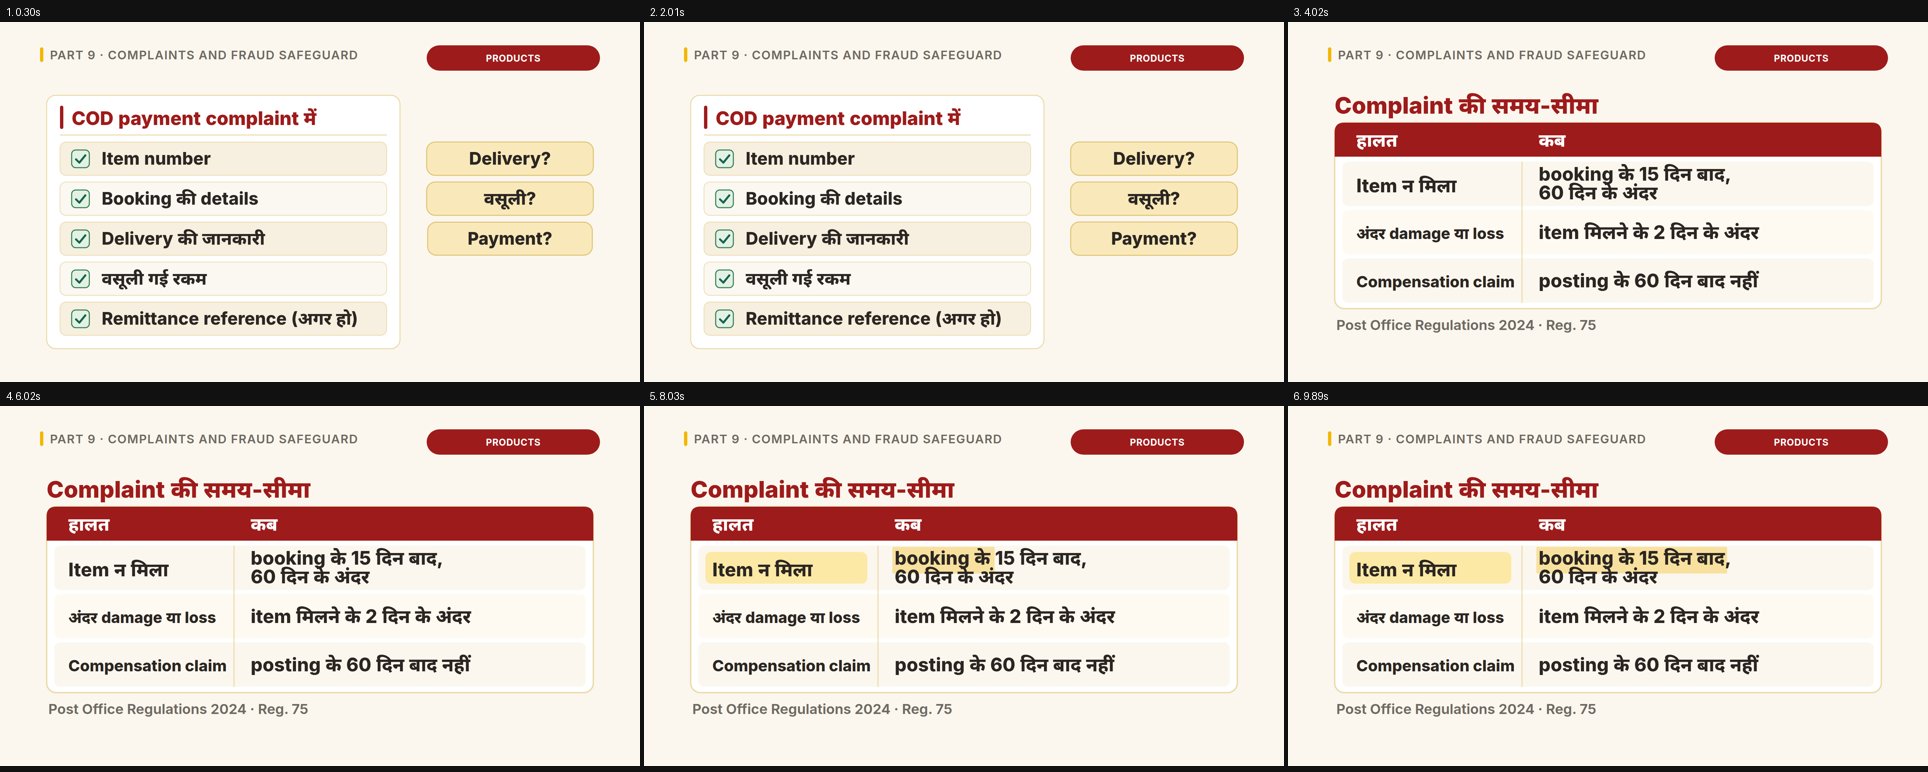 1. 0.30s
PART 9 · COMPLAINTS AND FRAUD SAFEGUARD
PRODUCTS
COD payment complaint में
Item number
Booking की details
Delivery की जानकारी
वसूली गई रकम
Remittance reference (अगर हो)
Delivery?
वसूली?
Payment?
2. 2.01s
PART 9 · COMPLAINTS AND FRAUD SAFEGUARD
PRODUCTS
COD payment complaint में
Item number
Booking की details
Delivery की जानकारी
वसूली गई रकम
Remittance reference (अगर हो)
Delivery?
वसूली?
Payment?
3. 4.02s
PART 9 · COMPLAINTS AND FRAUD SAFEGUARD
PRODUCTS
Complaint की समय-सीमा
हालत कब
Item न मिला booking के 15 दिन बाद,
60 दिन के अंदर
अंदर damage या loss item मिलने के 2 दिन के अंदर
Compensation claim posting के 60 दिन बाद नहीं
Post Office Regulations 2024 · Reg. 75
4. 6.02s
PART 9 · COMPLAINTS AND FRAUD SAFEGUARD
PRODUCTS
Complaint की समय-सीमा
हालत कब
Item न मिला booking के 15 दिन बाद,
60 दिन के अंदर
अंदर damage या loss item मिलने के 2 दिन के अंदर
Compensation claim posting के 60 दिन बाद नहीं
Post Office Regulations 2024 · Reg. 75
5. 8.03s
PART 9 · COMPLAINTS AND FRAUD SAFEGUARD
PRODUCTS
Complaint की समय-सीमा
हालत कब
Item न मिला booking के 15 दिन बाद,
60 दिन के अंदर
अंदर damage या loss item मिलने के 2 दिन के अंदर
Compensation claim posting के 60 दिन बाद नहीं
Post Office Regulations 2024 · Reg. 75
6. 9.89s
PART 9 · COMPLAINTS AND FRAUD SAFEGUARD
PRODUCTS
Complaint की समय-सीमा
हालत कब
Item न मिला booking के 15 दिन बाद,
60 दिन के अंदर
अंदर damage या loss item मिलने के 2 दिन के अंदर
Compensation claim posting के 60 दिन बाद नहीं
Post Office Regulations 2024 · Reg. 75